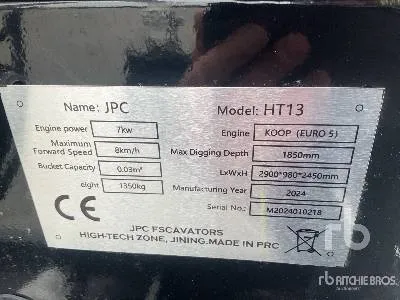 Name: JPC
Model: HT13
Engine power 7kw
Engine KOOP (EURO 5)
Maximum Forward Speed 8km/h
Max Digging Depth 1850mm
Bucket Capacity 0.03m³
LxWxH 2900*980*2450mm
eight 1350kg
Manufacturing Year 2024
Serial No.: M2024010218
CE
JPC FSCAVATORS
HIGH-TECH ZONE, JINING.MADE IN PRC
rb
rb RITCHIE BROS.